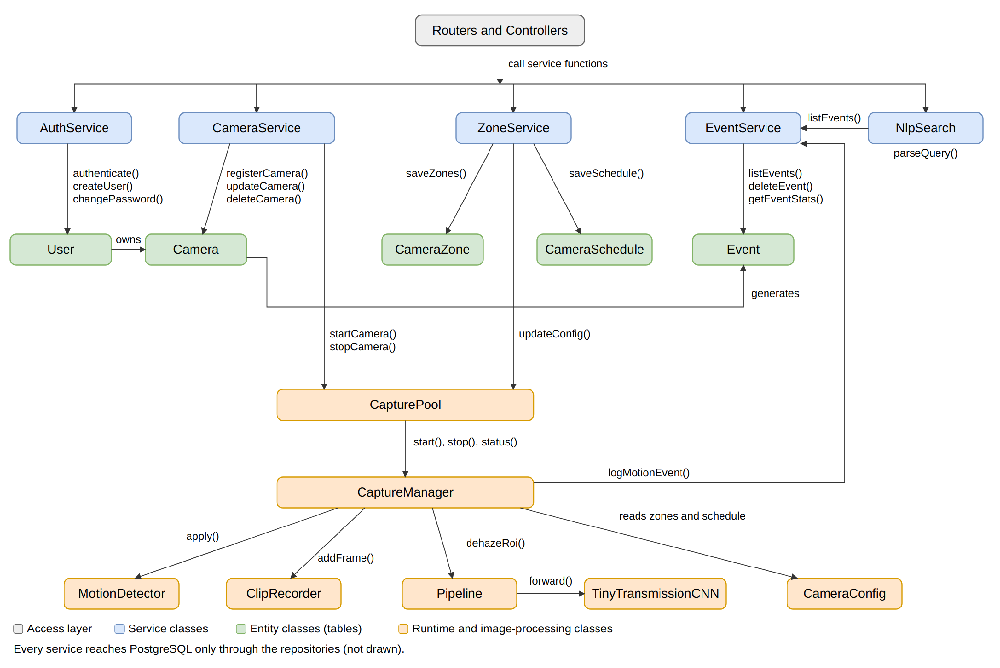 Routers and Controllers
call service functions
AuthService
CameraService
ZoneService
EventService
listEvents()
NlpSearch
parseQuery()
authenticate()
createUser()
changePassword()
registerCamera()
updateCamera()
deleteCamera()
saveZones()
saveSchedule()
listEvents()
deleteEvent()
getEventStats()
User
owns
Camera
CameraZone
CameraSchedule
Event
generates
startCamera()
stopCamera()
updateConfig()
CapturePool
start(), stop(), status()
logMotionEvent()
CaptureManager
reads zones and schedule
apply()
dehazeRoi()
addFrame()
forward()
MotionDetector
ClipRecorder
Pipeline
TinyTransmissionCNN
CameraConfig
Access layer
Service classes
Entity classes (tables)
Runtime and image-processing classes
Every service reaches PostgreSQL only through the repositories (not drawn).